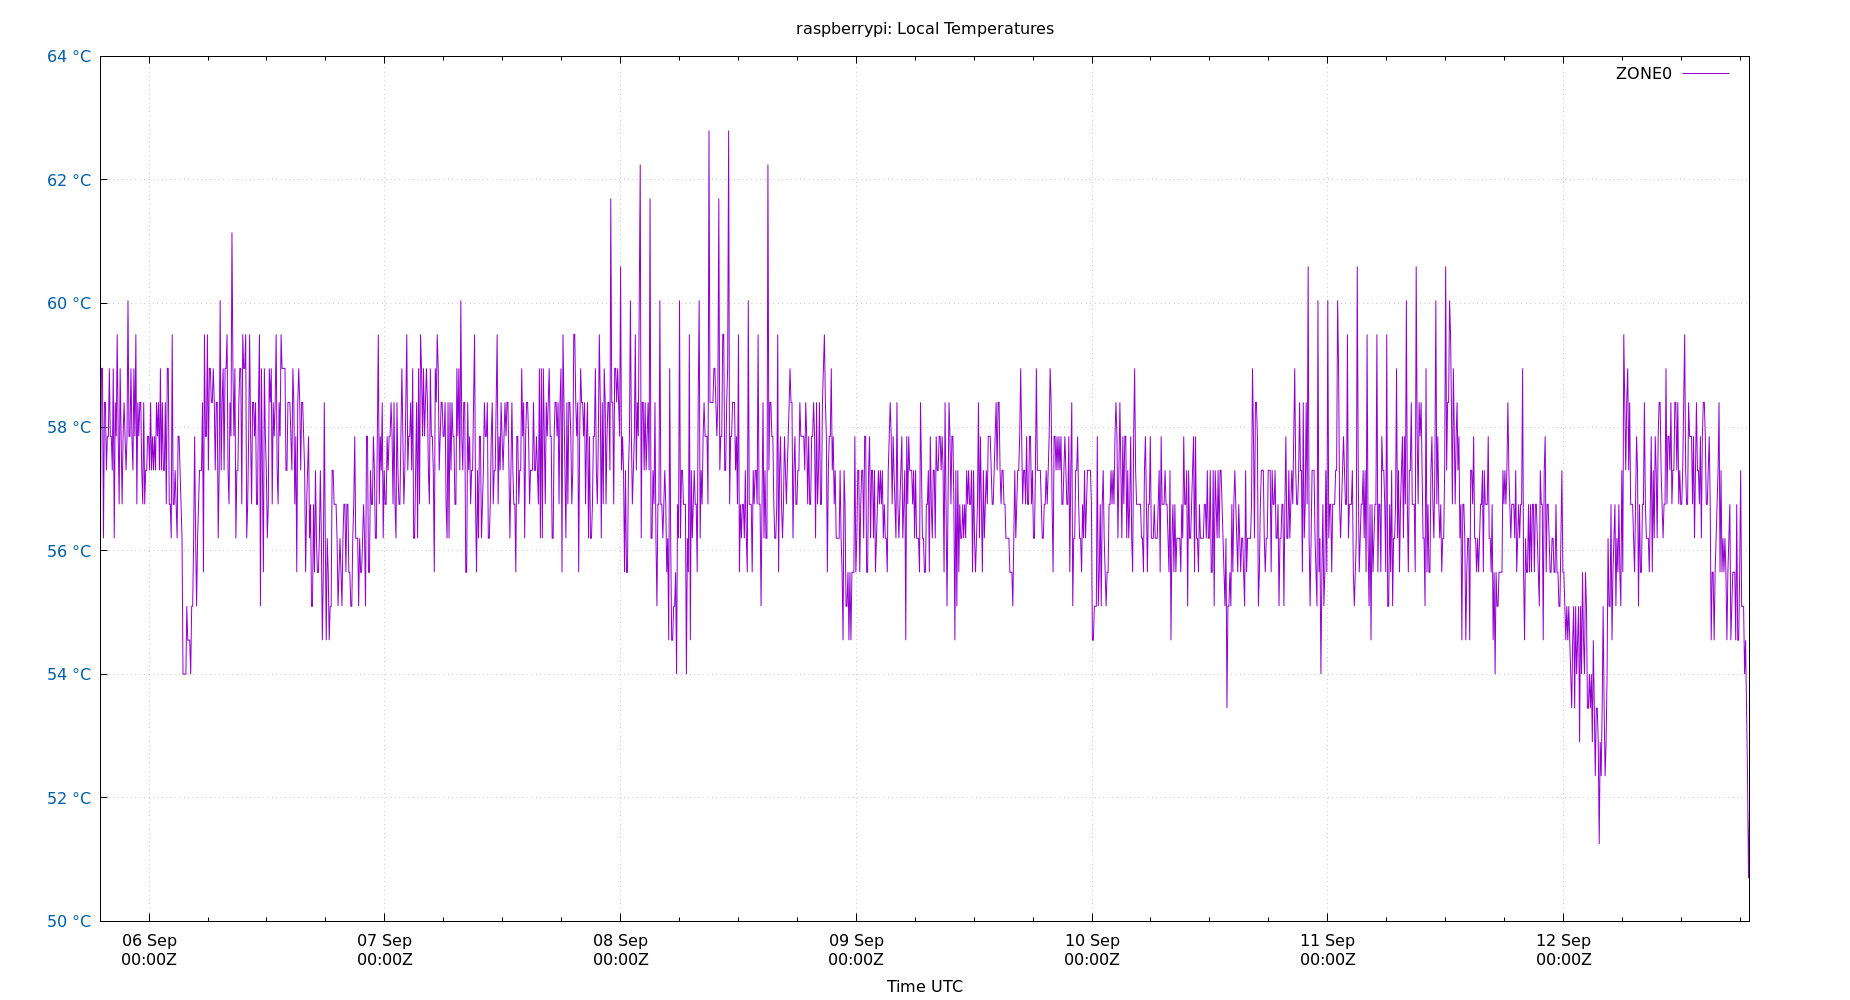 raspberrypi: Local Temperatures
64 °C
ZONE0
62 °C
60 °C
58 °C
56 °C
54 °C
52 °C
50 °C
06 Sep 07 Sep 08 Sep 09 Sep 10 Sep 11 Sep 12 Sep
00:00Z 00:00Z 00:00Z 00:00Z 00:00Z 00:00Z 00:00Z
Time UTC